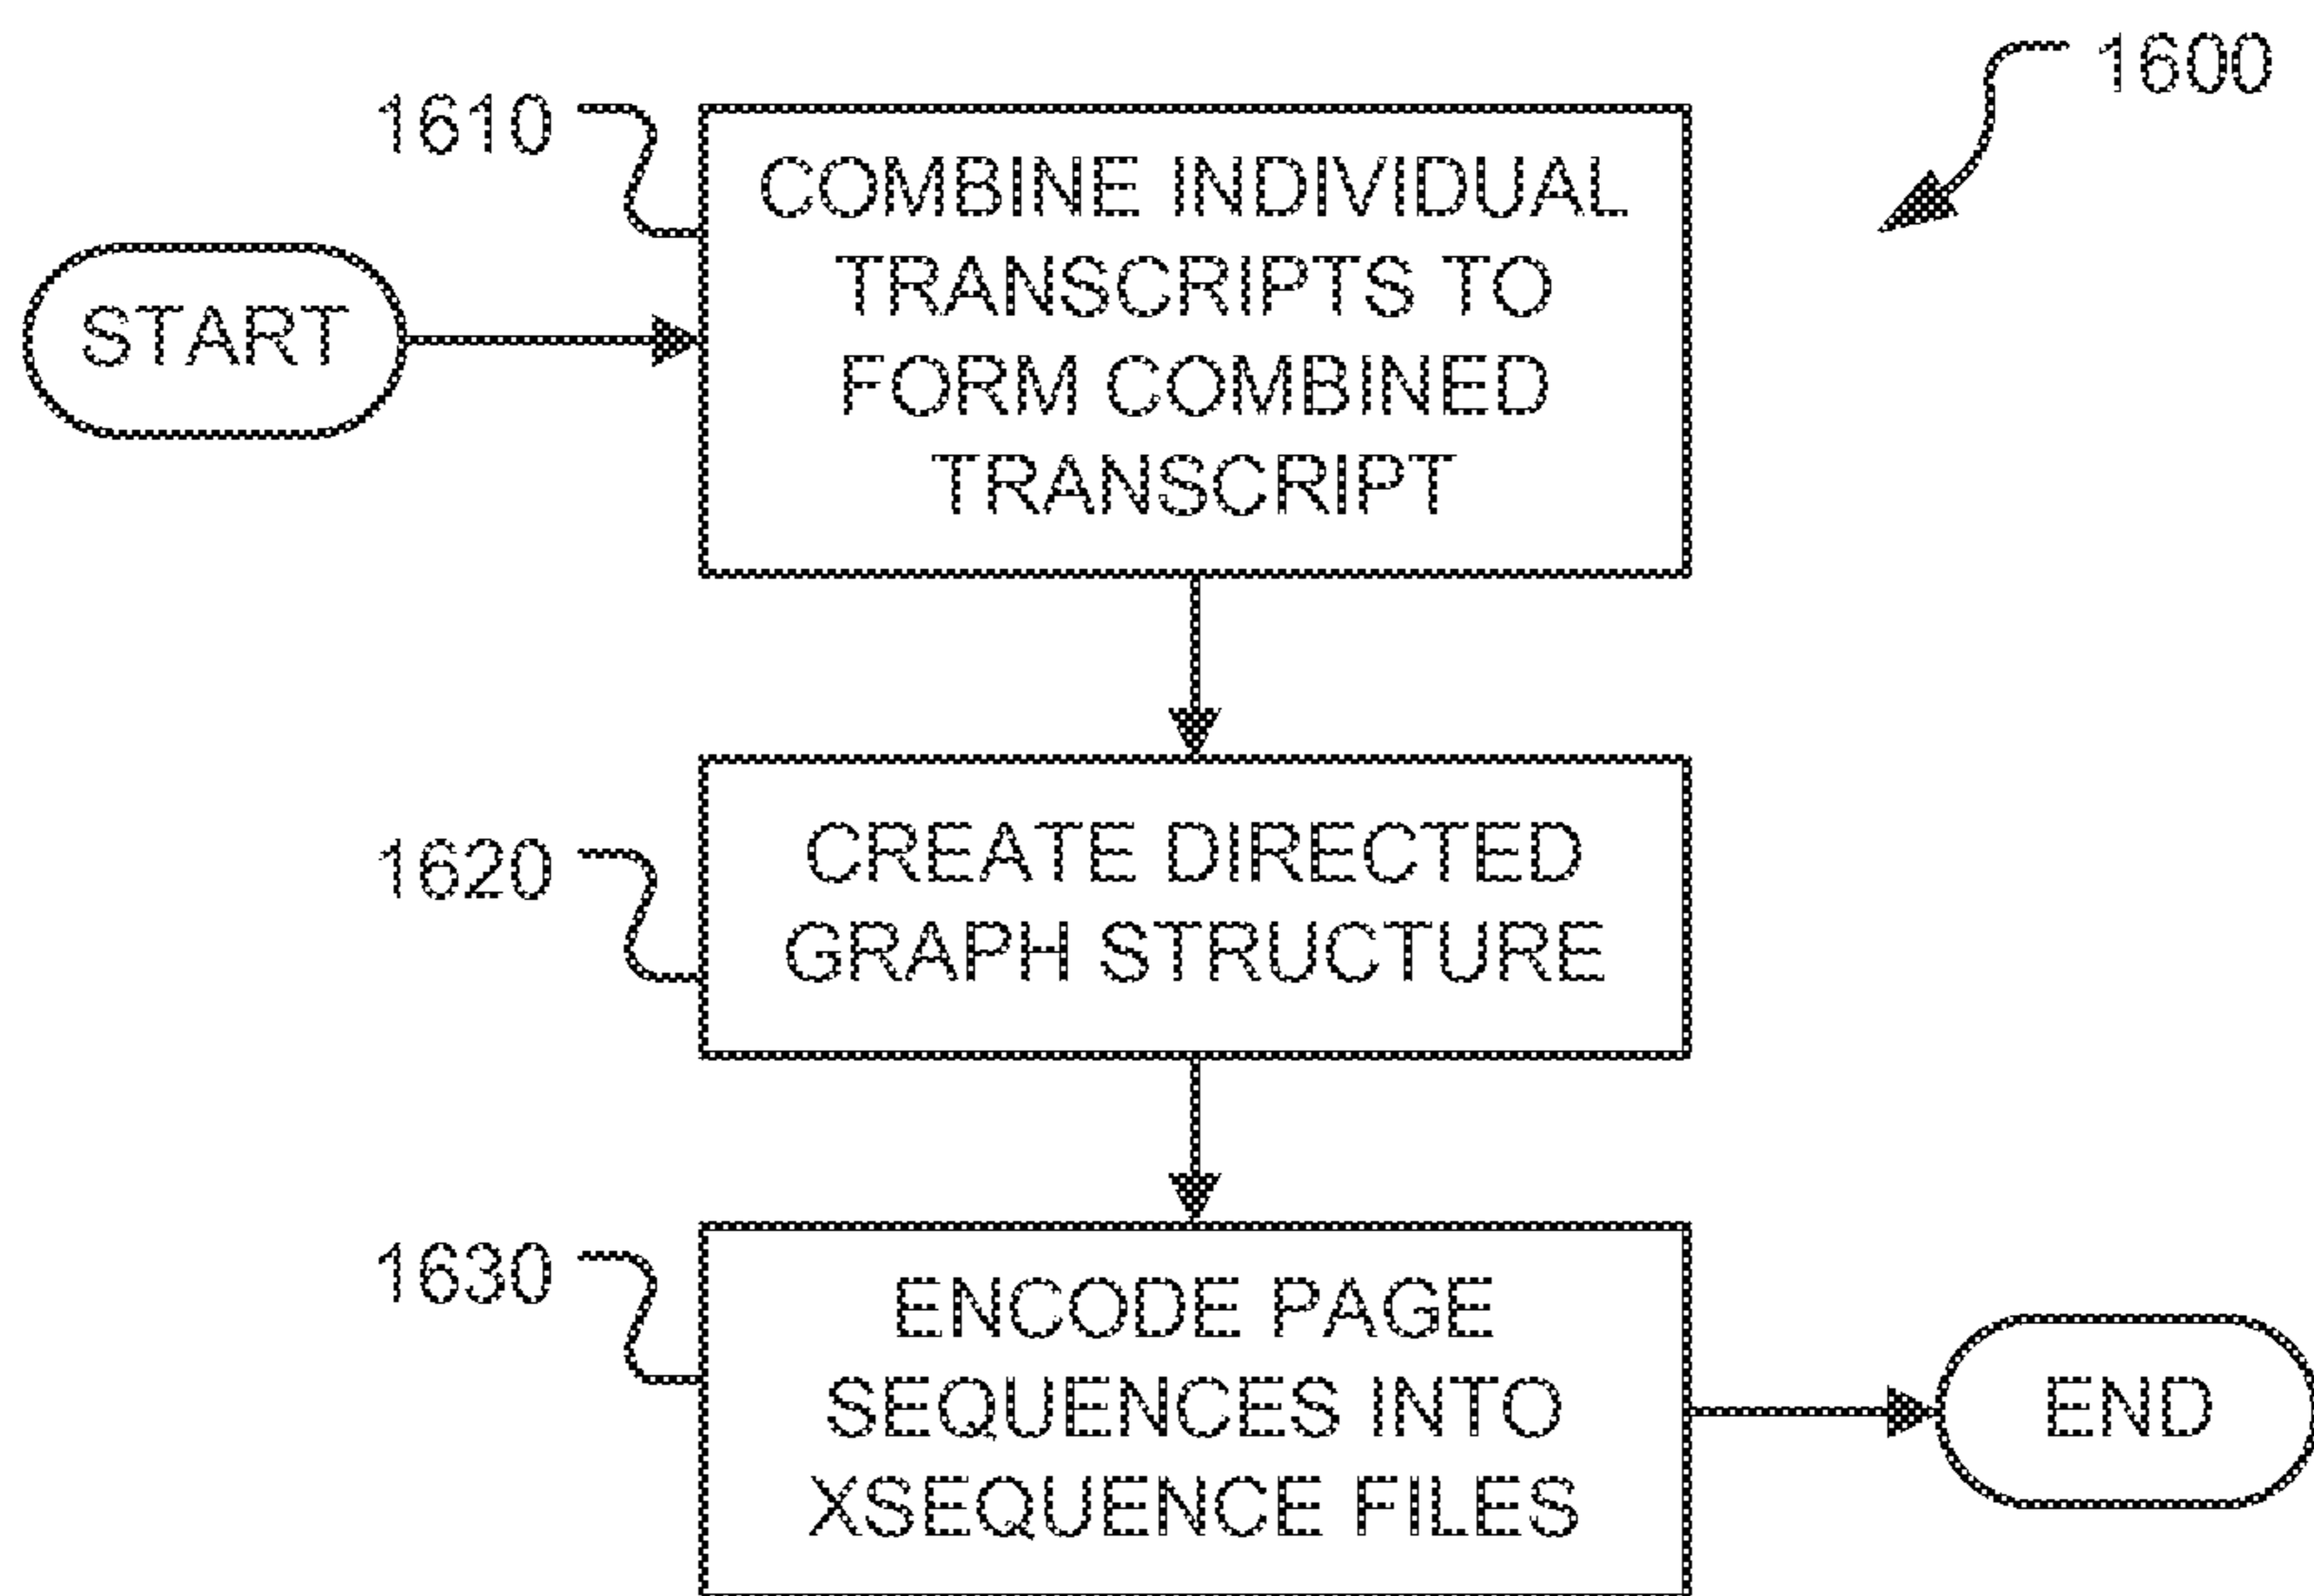 1600
1610
COMBINE INDIVIDUAL
TRANSCRIPTS TO
FORM COMBINED
TRANSCRIPT
START
1620
CREATE DIRECTED
GRAPH STRUCTURE
1630
ENCODE PAGE
SEQUENCES INTO
XSEQUENCE FILES
END